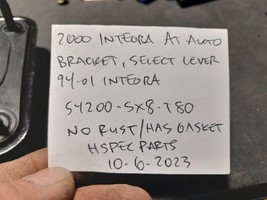 2000 INTEGRA AT AUTO
BRACKET, SELECT LEVER
94-01 INTEGRA
54200-SX8-T80
NO RUST/HAS GASKET
HSPEC PARTS
10-6-2023